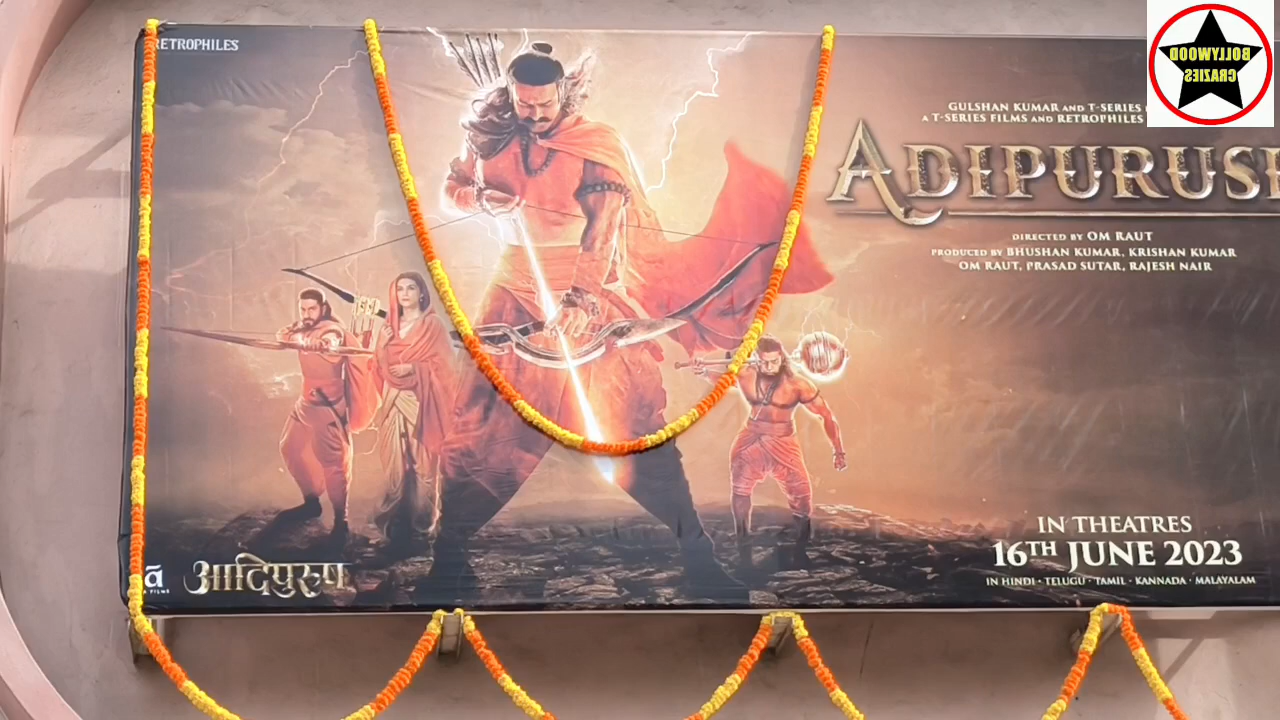 RETROPHILES
BOLLYWOOD
CRAZIES
GULSHAN KUMAR AND T-SERIES
A T-SERIES FILMS AND RETROPHILES
ADIPURUSH
DIRECTED BY OM RAUT
PRODUCED BY BHUSHAN KUMAR, KRISHAN KUMAR
OM RAUT, PRASAD SUTAR, RAJESH NAIR
IN THEATRES
16TH JUNE 2023
IN HINDI · TELUGU · TAMIL · KANNADA · MALAYALAM
आदिपुरुष